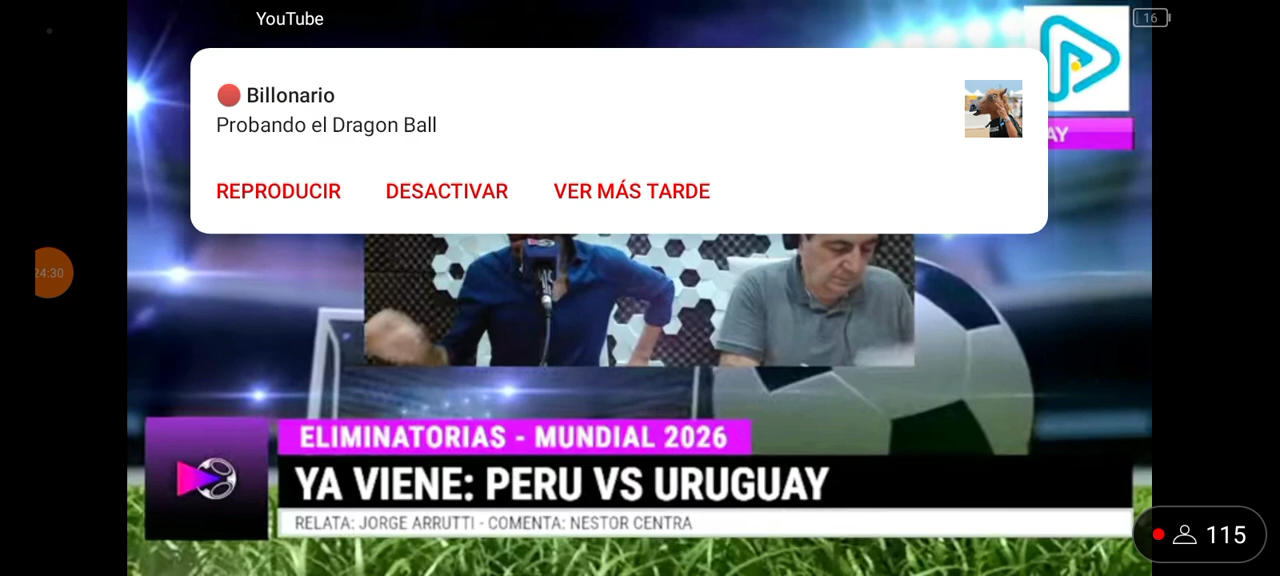 YouTube
16
🔴 Billonario
Probando el Dragon Ball
AY
REPRODUCIR DESACTIVAR VER MÁS TARDE
24:30
ELIMINATORIAS - MUNDIAL 2026
YA VIENE: PERU VS URUGUAY
RELATA: JORGE ARRUTTI - COMENTA: NESTOR CENTRA
115